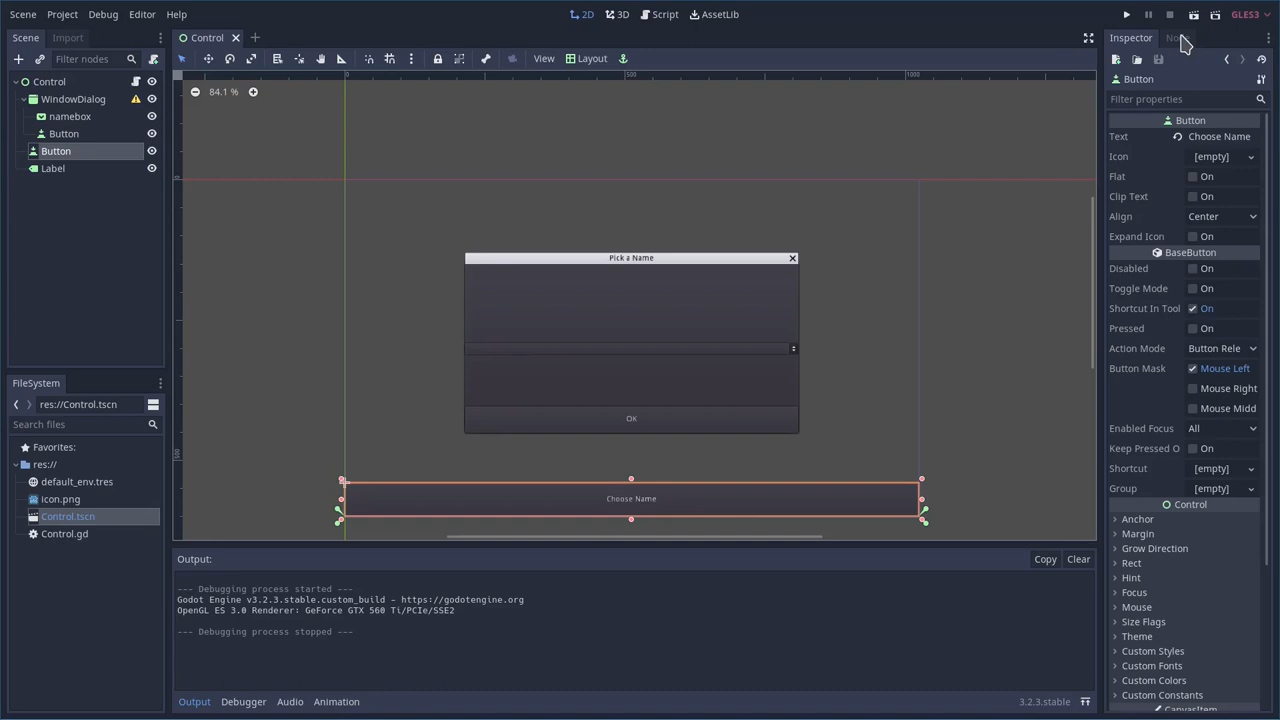 Scene Project Debug Editor Help
2D 3D Script AssetLib
GLES3
Scene Import
Filter nodes
Control
WindowDialog
namebox
Button
Button
Label
FileSystem
res://Control.tscn
Search files
Favorites:
res://
default_env.tres
icon.png
Control.tscn
Control.gd
Control
View Layout
84.1 %
0 500 1000
0
500
Pick a Name
OK
Choose Name
Output: Copy Clear
--- Debugging process started ---
Godot Engine v3.2.3.stable.custom_build - https://godotengine.org
OpenGL ES 3.0 Renderer: GeForce GTX 560 Ti/PCIe/SSE2
--- Debugging process stopped ---
Output Debugger Audio Animation 3.2.3.stable
Inspector
Button
Filter properties
Button
Text Choose Name
Icon [empty]
Flat On
Clip Text On
Align Center
Expand Icon On
BaseButton
Disabled On
Toggle Mode On
Shortcut In Tool On
Pressed On
Action Mode Button Rele
Button Mask Mouse Left
Mouse Right
Mouse Midd
Enabled Focus All
Keep Pressed O On
Shortcut [empty]
Group [empty]
Control
Anchor
Margin
Grow Direction
Rect
Hint
Focus
Mouse
Size Flags
Theme
Custom Styles
Custom Fonts
Custom Colors
Custom Constants
CanvasItem